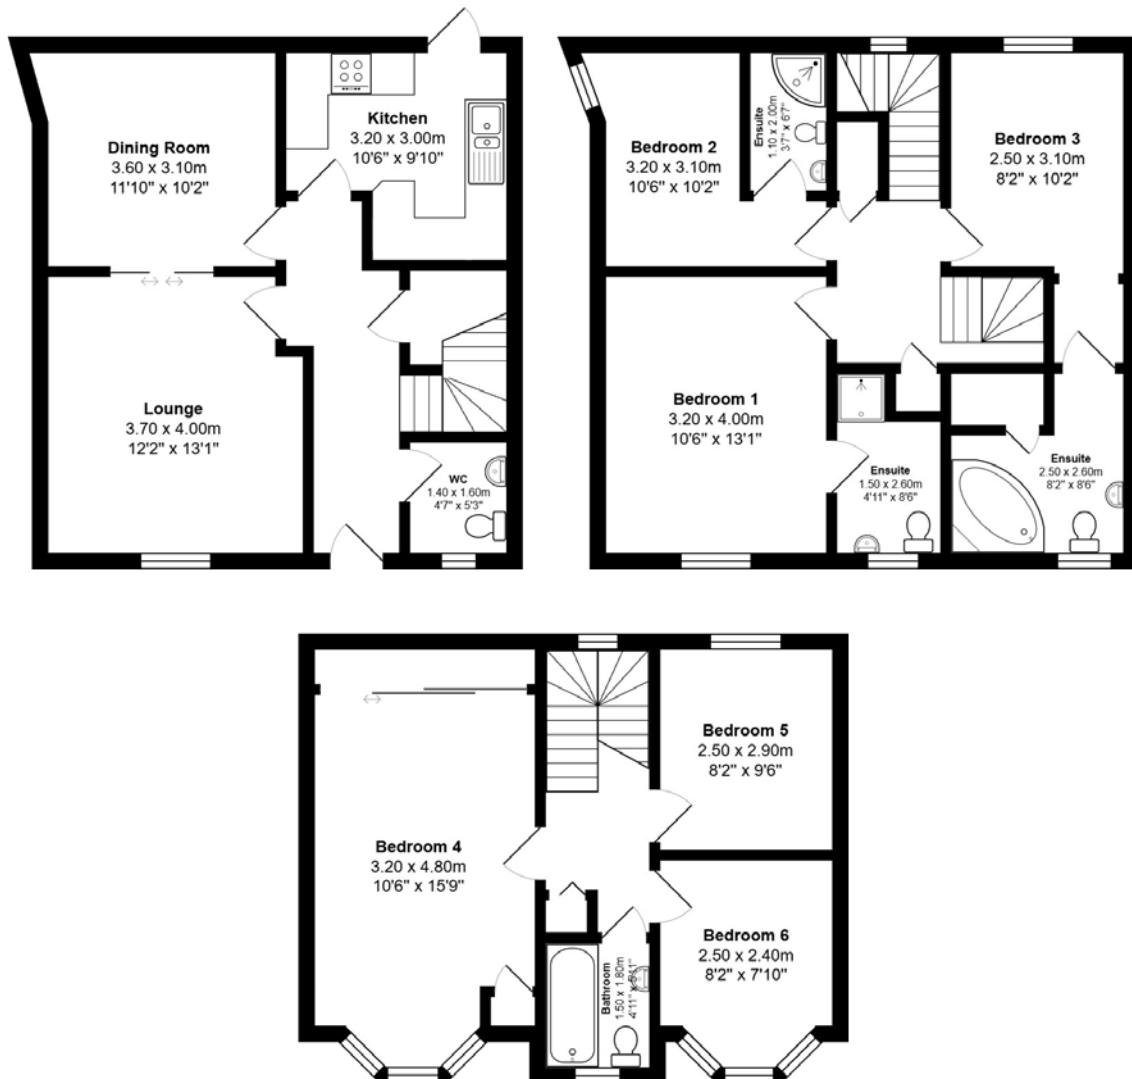 Kitchen
3.20 x 3.00m
10'6" x 9'10"
Dining Room
3.60 x 3.10m
11'10" x 10'2"
Lounge
3.70 x 4.00m
12'2" x 13'1"
WC
1.40 x 1.60m
4'7" x 5'3"
Bedroom 2
3.20 x 3.10m
10'6" x 10'2"
Ensuite
1.10 x 2.00m
3'7" x 6'7"
Bedroom 3
2.50 x 3.10m
8'2" x 10'2"
Bedroom 1
3.20 x 4.00m
10'6" x 13'1"
Ensuite
1.50 x 2.60m
4'11" x 8'6"
Ensuite
2.50 x 2.60m
8'2" x 8'6"
Bedroom 5
2.50 x 2.90m
8'2" x 9'6"
Bedroom 4
3.20 x 4.80m
10'6" x 15'9"
Bedroom 6
2.50 x 2.40m
8'2" x 7'10"
Bathroom
1.50 x 1.80m
4'11" x 5'11"